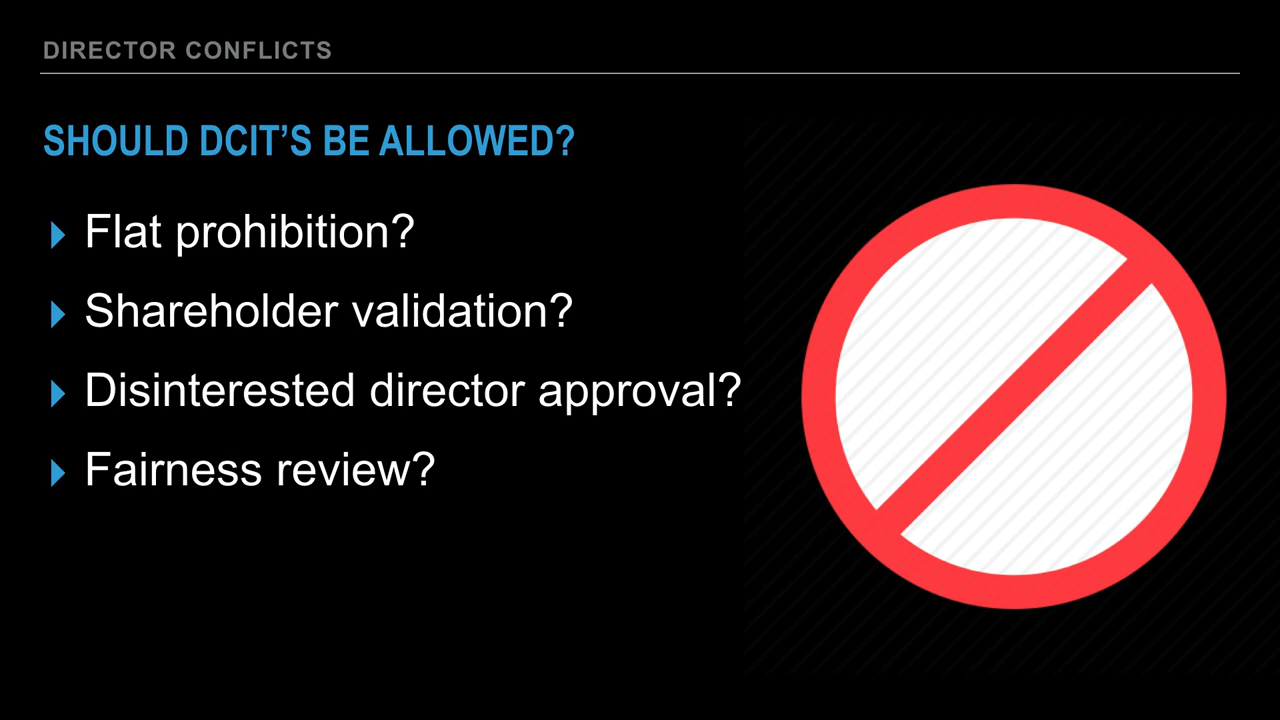 DIRECTOR CONFLICTS
SHOULD DCIT’S BE ALLOWED?
Flat prohibition?
Shareholder validation?
Disinterested director approval?
Fairness review?